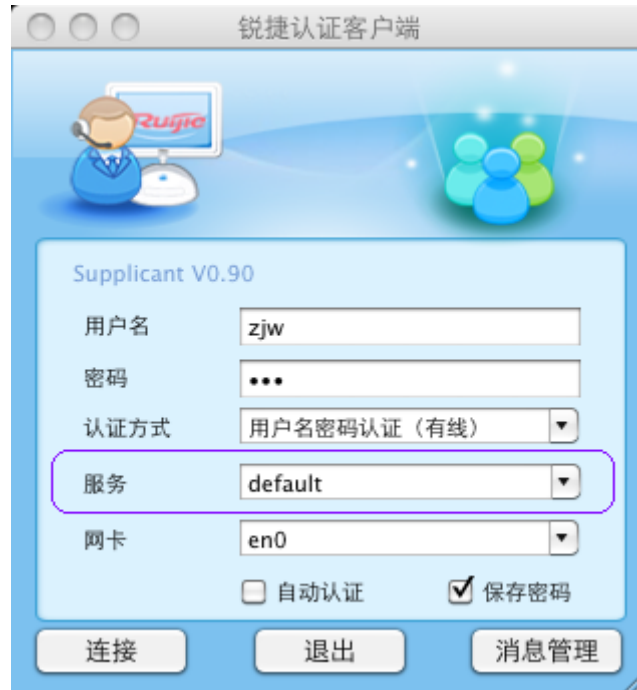 锐捷认证客户端
Ruijie
Supplicant V0.90
用户名 zjw
密码 •••
认证方式 用户名密码认证（有线）
服务 default
网卡 en0
自动认证 保存密码
连接 退出 消息管理